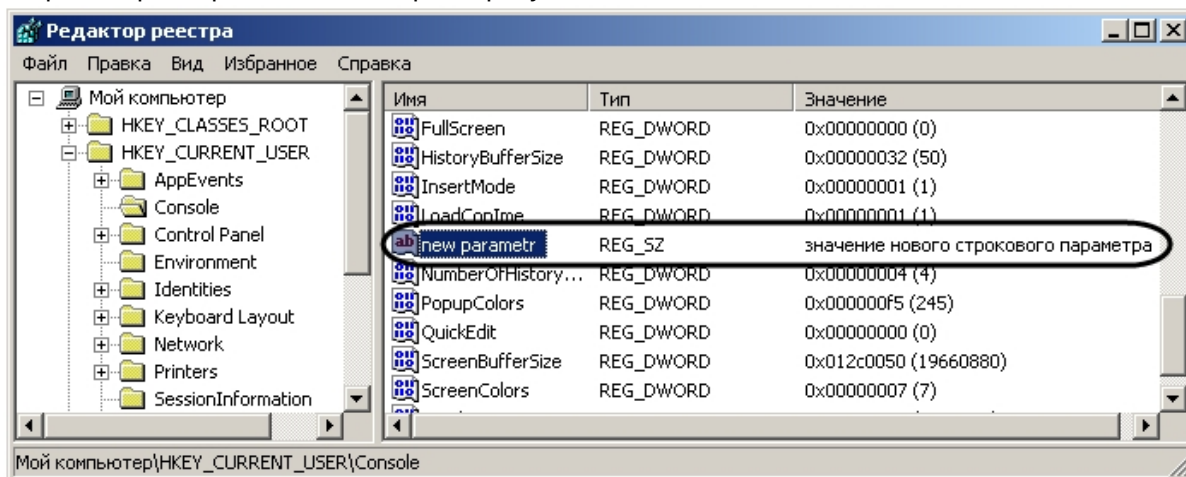 Редактор реестра
Файл Правка Вид Избранное Справка
Мой компьютер
HKEY_CLASSES_ROOT
HKEY_CURRENT_USER
AppEvents
Console
Control Panel
Environment
Identities
Keyboard Layout
Network
Printers
SessionInformation
Имя Тип Значение
FullScreen REG_DWORD 0x00000000 (0)
HistoryBufferSize REG_DWORD 0x00000032 (50)
InsertMode REG_DWORD 0x00000001 (1)
LoadConIme REG_DWORD 0x00000001 (1)
new parametr REG_SZ значение нового строкового параметра
NumberOfHistory... REG_DWORD 0x00000004 (4)
PopupColors REG_DWORD 0x000000f5 (245)
QuickEdit REG_DWORD 0x00000000 (0)
ScreenBufferSize REG_DWORD 0x012c0050 (19660880)
ScreenColors REG_DWORD 0x00000007 (7)
Мой компьютер\HKEY_CURRENT_USER\Console